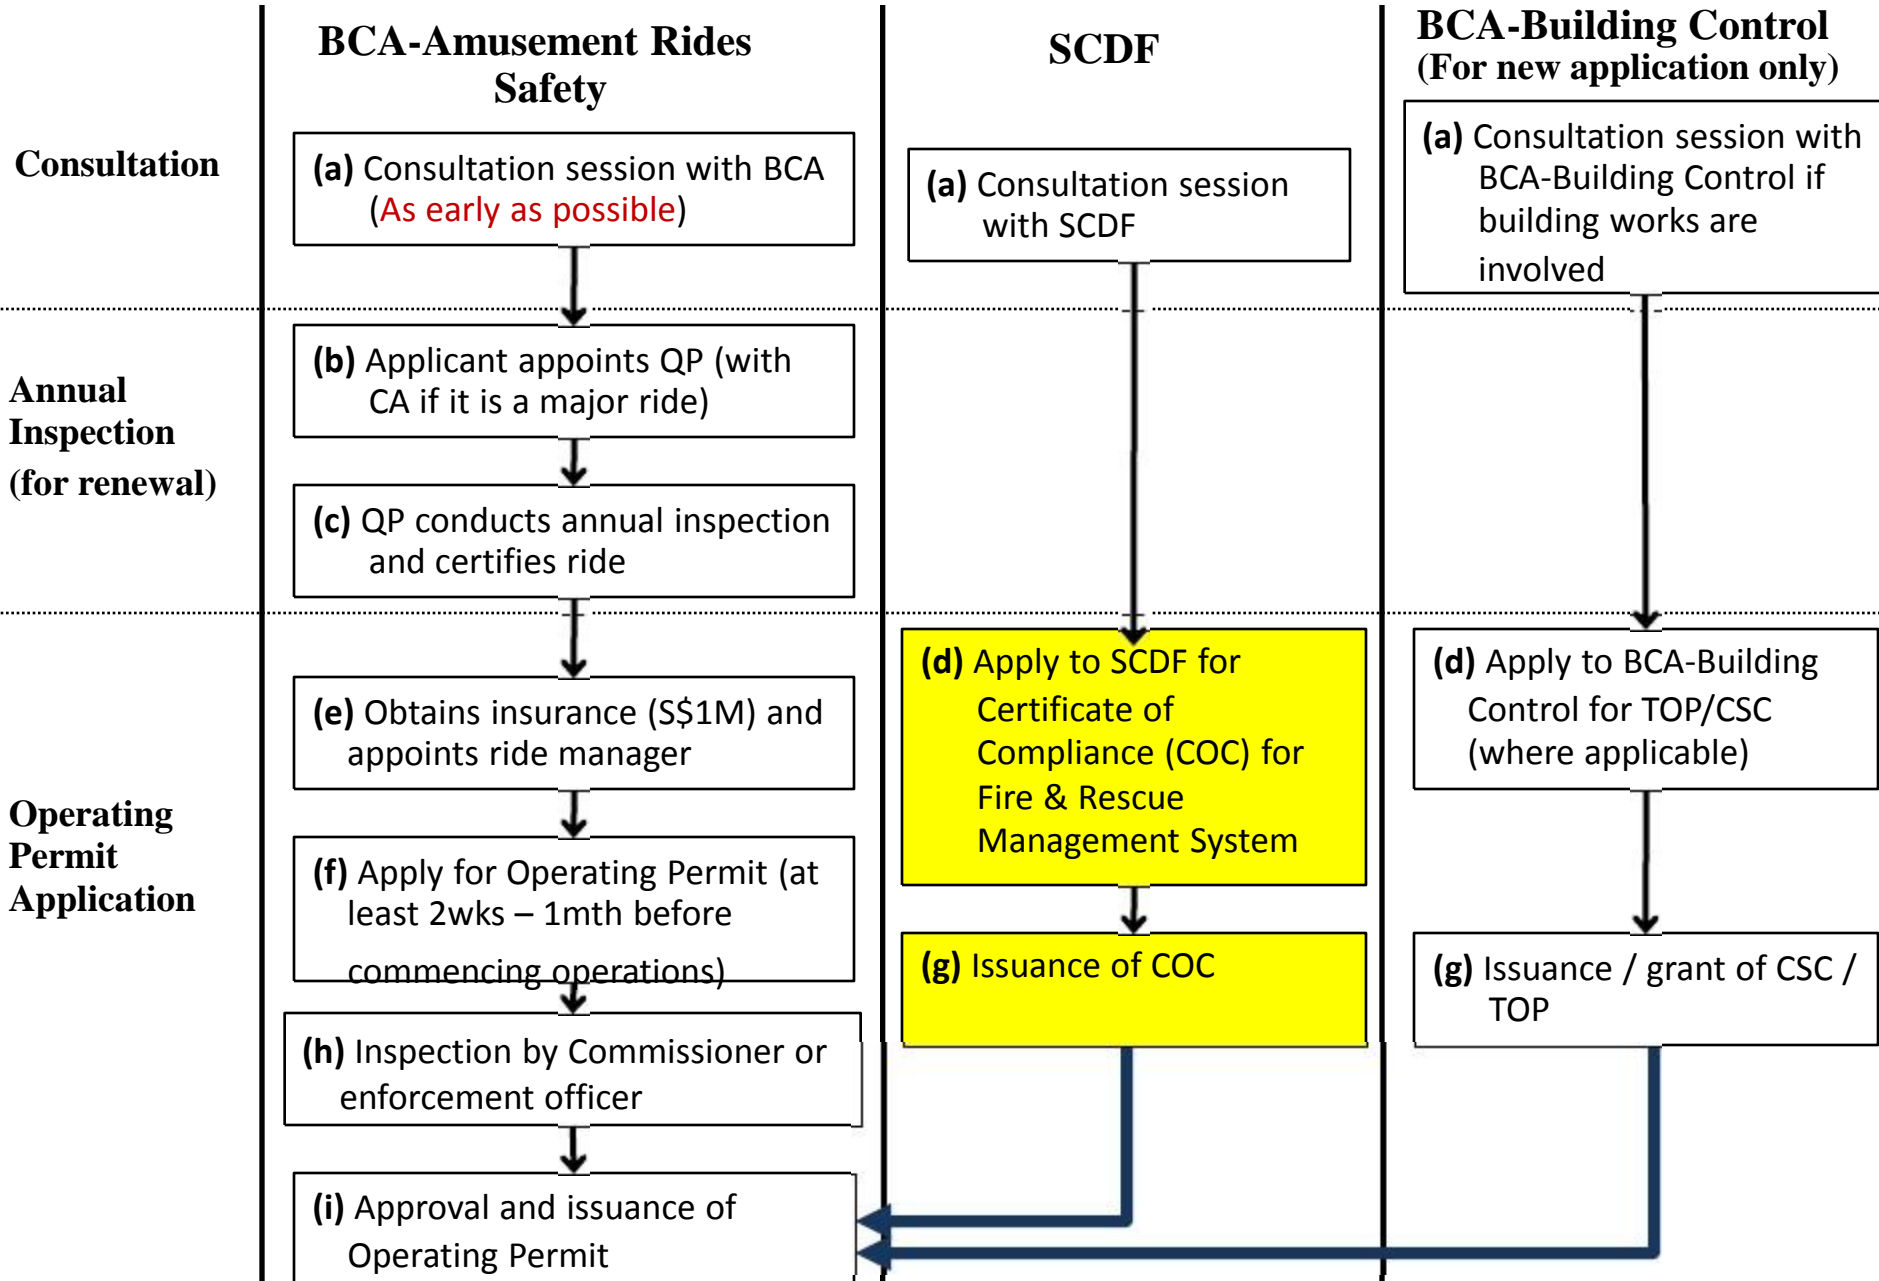 BCA-Amusement Rides
Safety
SCDF
BCA-Building Control
(For new application only)
Consultation
(a) Consultation session with BCA
(As early as possible)
(a) Consultation session
with SCDF
(a) Consultation session with
BCA-Building Control if
building works are
involved
Annual
Inspection
(for renewal)
(b) Applicant appoints QP (with
CA if it is a major ride)
(c) QP conducts annual inspection
and certifies ride
Operating
Permit
Application
(e) Obtains insurance (S$1M) and
appoints ride manager
(f) Apply for Operating Permit (at
least 2wks – 1mth before
commencing operations)
(h) Inspection by Commissioner or
enforcement officer
(i) Approval and issuance of
Operating Permit
(d) Apply to SCDF for
Certificate of
Compliance (COC) for
Fire & Rescue
Management System
(g) Issuance of COC
(d) Apply to BCA-Building
Control for TOP/CSC
(where applicable)
(g) Issuance / grant of CSC /
TOP